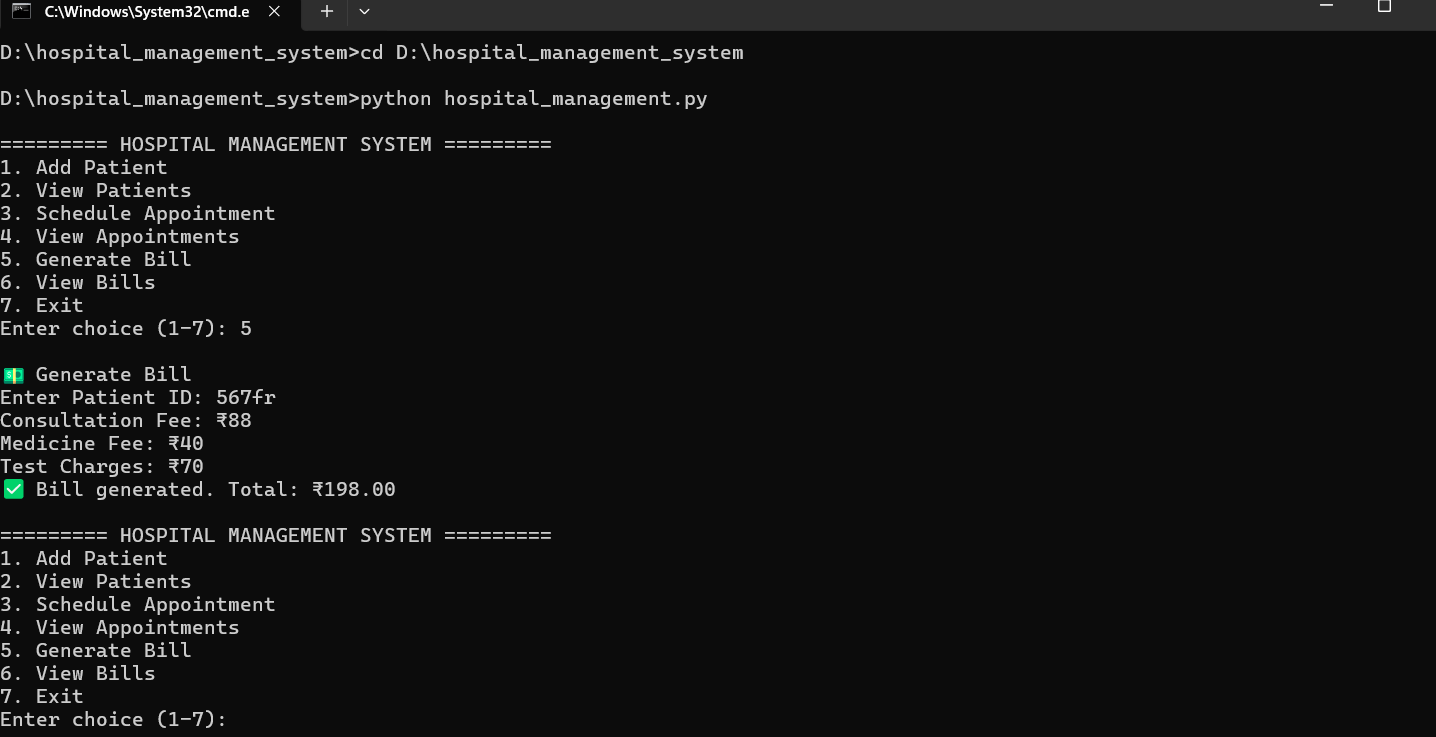 C:\Windows\System32\cmd.e
D:\hospital_management_system>cd D:\hospital_management_system
D:\hospital_management_system>python hospital_management.py
========= HOSPITAL MANAGEMENT SYSTEM =========
1. Add Patient
2. View Patients
3. Schedule Appointment
4. View Appointments
5. Generate Bill
6. View Bills
7. Exit
Enter choice (1-7): 5
💵 Generate Bill
Enter Patient ID: 567fr
Consultation Fee: ₹88
Medicine Fee: ₹40
Test Charges: ₹70
✅ Bill generated. Total: ₹198.00
========= HOSPITAL MANAGEMENT SYSTEM =========
1. Add Patient
2. View Patients
3. Schedule Appointment
4. View Appointments
5. Generate Bill
6. View Bills
7. Exit
Enter choice (1-7):